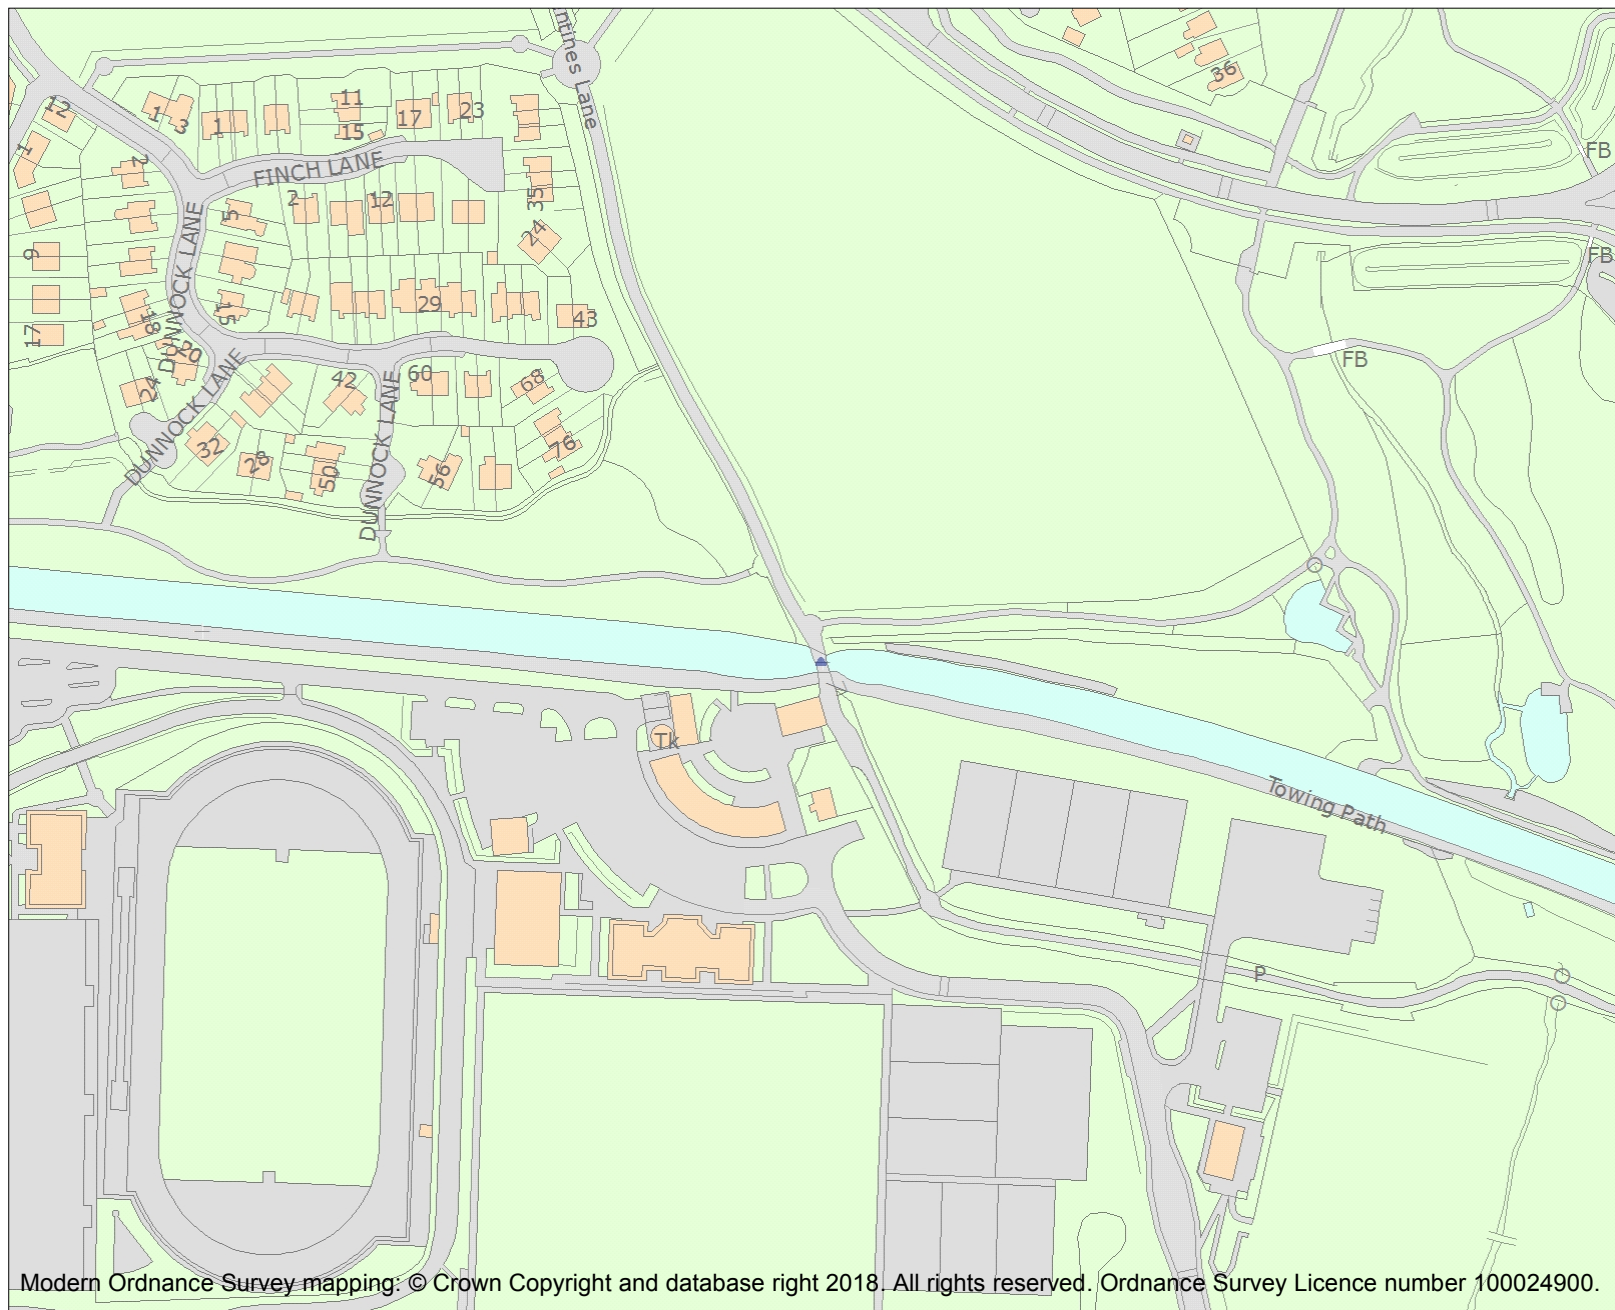 ntines Lane
36
12
1
3
1
11
15
17
23
1
2
FINCH LANE
FB
2
12
35
5
24
9
DUNNOCK LANE
FB
29
15
18
43
17
20
FB
24
42
60
68
DUNNOCK LANE
DUNNOCK LANE
32
28
50
56
76
Tk
Towing Path
P
Modern Ordnance Survey mapping: © Crown Copyright and database right 2018. All rights reserved. Ordnance Survey Licence number 100024900.